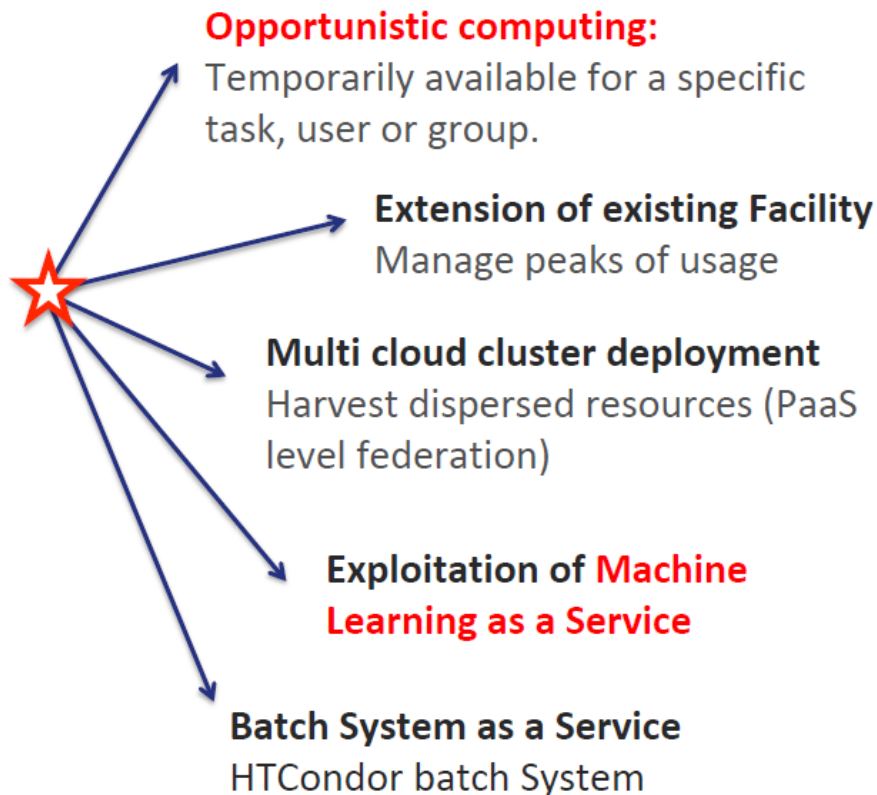 Opportunistic computing:
Temporarily available for a specific
task, user or group.
Extension of existing Facility
Manage peaks of usage
Multi cloud cluster deployment
Harvest dispersed resources (PaaS
level federation)
Exploitation of Machine
Learning as a Service
Batch System as a Service
HTCondor batch System